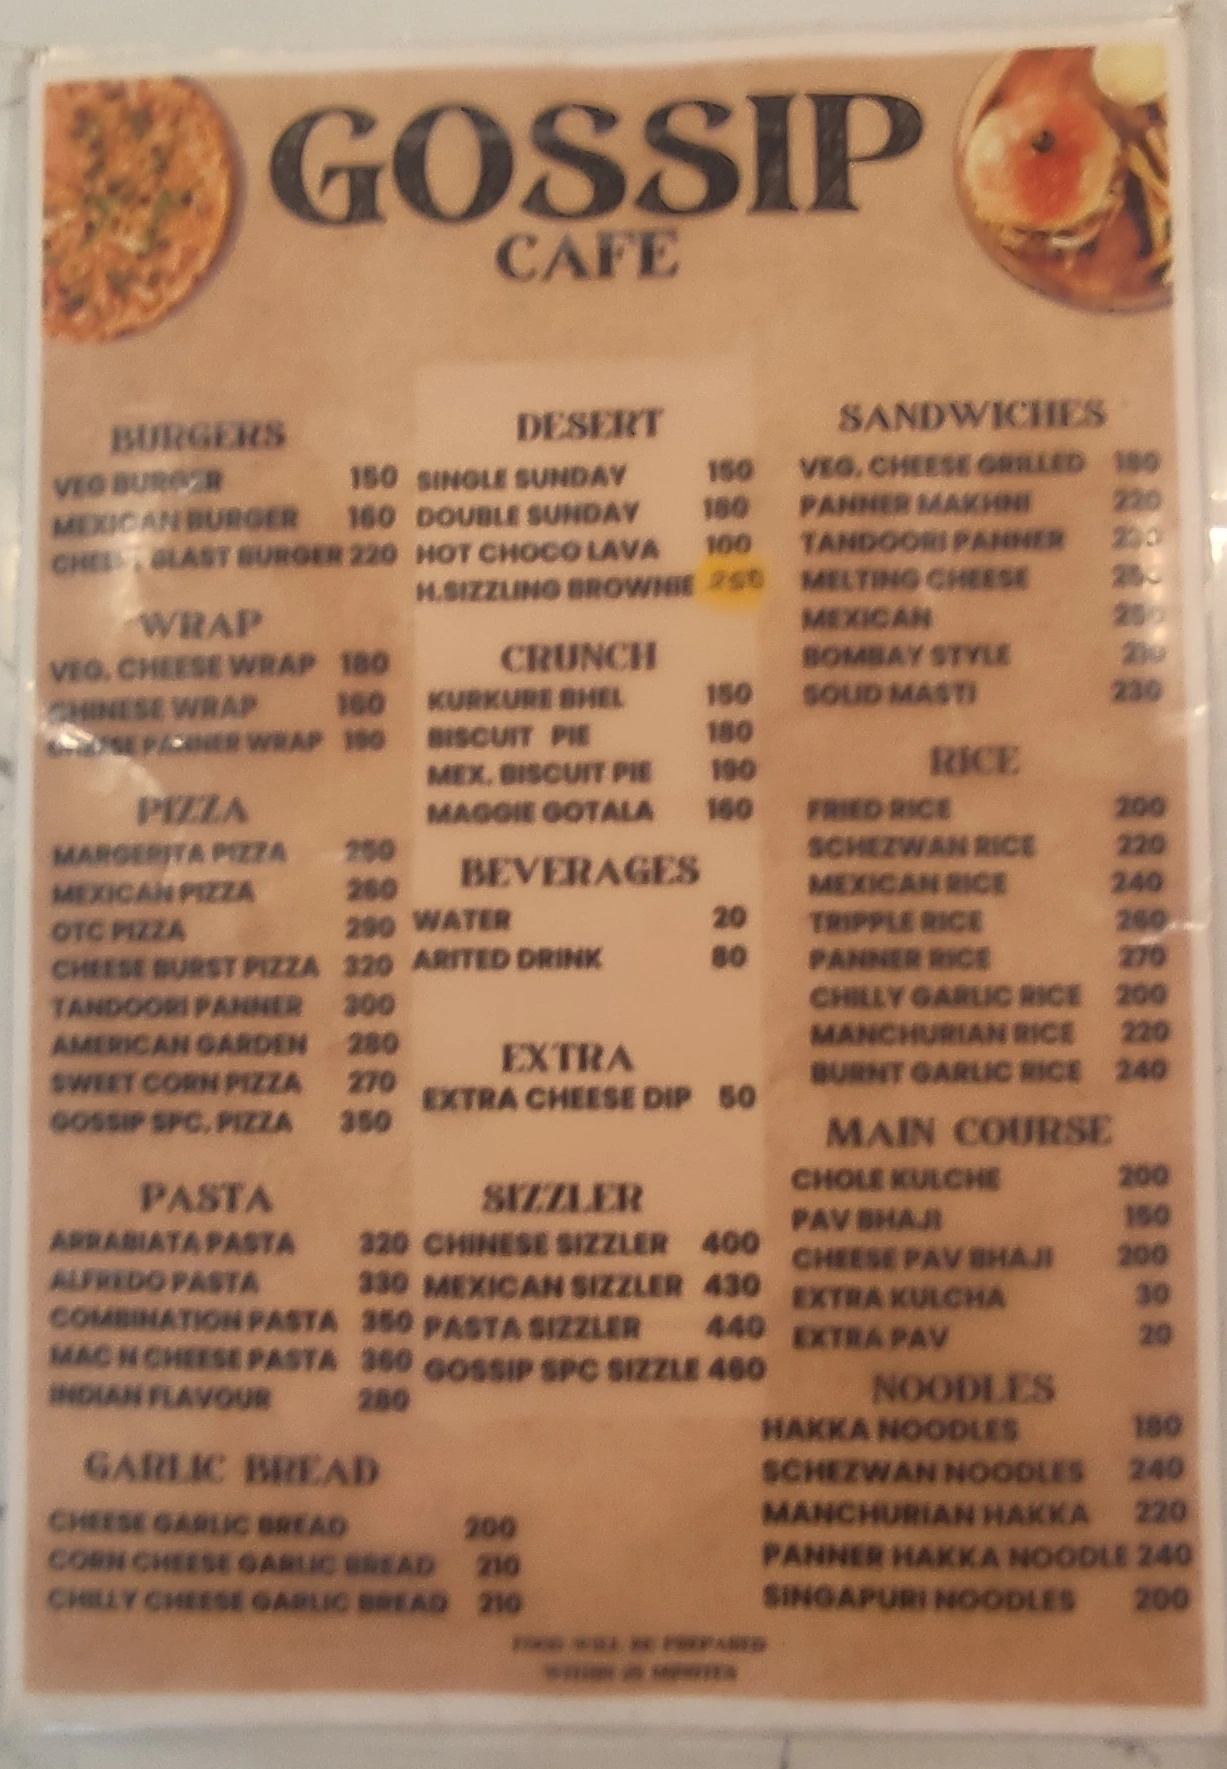 GOSSIP
CAFE
BURGERS
VEG BURGER 150
MEXICAN BURGER 160
BLAST BURGER 220
WRAP
VEG. CHEESE WRAP 180
CHINESE WRAP 160
CHEESE PANNER WRAP 190
PIZZA
MARGERITA PIZZA 250
MEXICAN PIZZA 260
OTC PIZZA 290
CHEESE BURST PIZZA 320
TANDOORI PANNER 300
AMERICAN GARDEN 280
SWEET CORN PIZZA 270
GOSSIP SPC. PIZZA 350
PASTA
ARRABIATA PASTA 320
ALFREDO PASTA 330
COMBINATION PASTA 350
MAC N CHEESE PASTA 360
INDIAN FLAVOUR 280
GARLIC BREAD
CHEESE GARLIC BREAD 200
CORN CHEESE GARLIC BREAD 210
CHILLY CHEESE GARLIC BREAD 210
DESERT
SINGLE SUNDAY 150
DOUBLE SUNDAY 180
HOT CHOCO LAVA 100
H.SIZZLING BROWNIE
CRUNCH
KURKURE BHEL 150
BISCUIT PIE 180
MEX. BISCUIT PIE 190
MAGGIE GOTALA 160
BEVERAGES
WATER 20
ARITED DRINK 80
EXTRA
EXTRA CHEESE DIP 50
SIZZLER
CHINESE SIZZLER 400
MEXICAN SIZZLER 430
PASTA SIZZLER 440
GOSSIP SPC SIZZLE 460
SANDWICHES
VEG. CHEESE GRILLED 180
PANNER MAKHNI 220
TANDOORI PANNER
MELTING CHEESE
MEXICAN 250
BOMBAY STYLE
SOLID MASTI 230
RICE
FRIED RICE 200
SCHEZWAN RICE 220
MEXICAN RICE 240
TRIPPLE RICE 260
PANNER RICE 270
CHILLY GARLIC RICE 200
MANCHURIAN RICE 220
BURNT GARLIC RICE 240
MAIN COURSE
CHOLE KULCHE 200
PAV BHAJI 150
CHEESE PAV BHAJI 200
EXTRA KULCHA 30
EXTRA PAV 20
NOODLES
HAKKA NOODLES 180
SCHEZWAN NOODLES 240
MANCHURIAN HAKKA 220
PANNER HAKKA NOODLE 240
SINGAPURI NOODLES 200
FOOD WILL BE PREPARED
WITHIN MINUTES